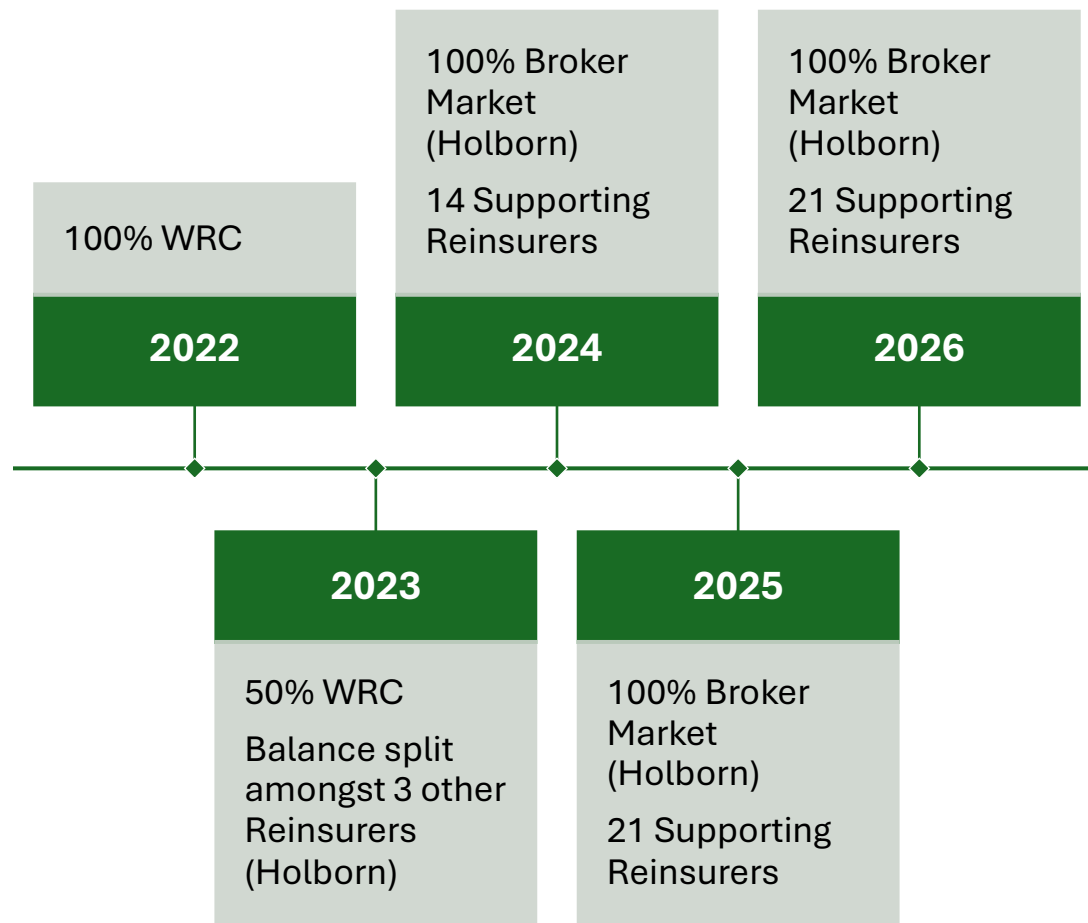 100% WRC
2022
50% WRC
Balance split
amongst 3 other
Reinsurers
(Holborn)
2023
100% Broker
Market
(Holborn)
14 Supporting
Reinsurers
2024
100% Broker
Market
(Holborn)
21 Supporting
Reinsurers
2025
100% Broker
Market
(Holborn)
21 Supporting
Reinsurers
2026